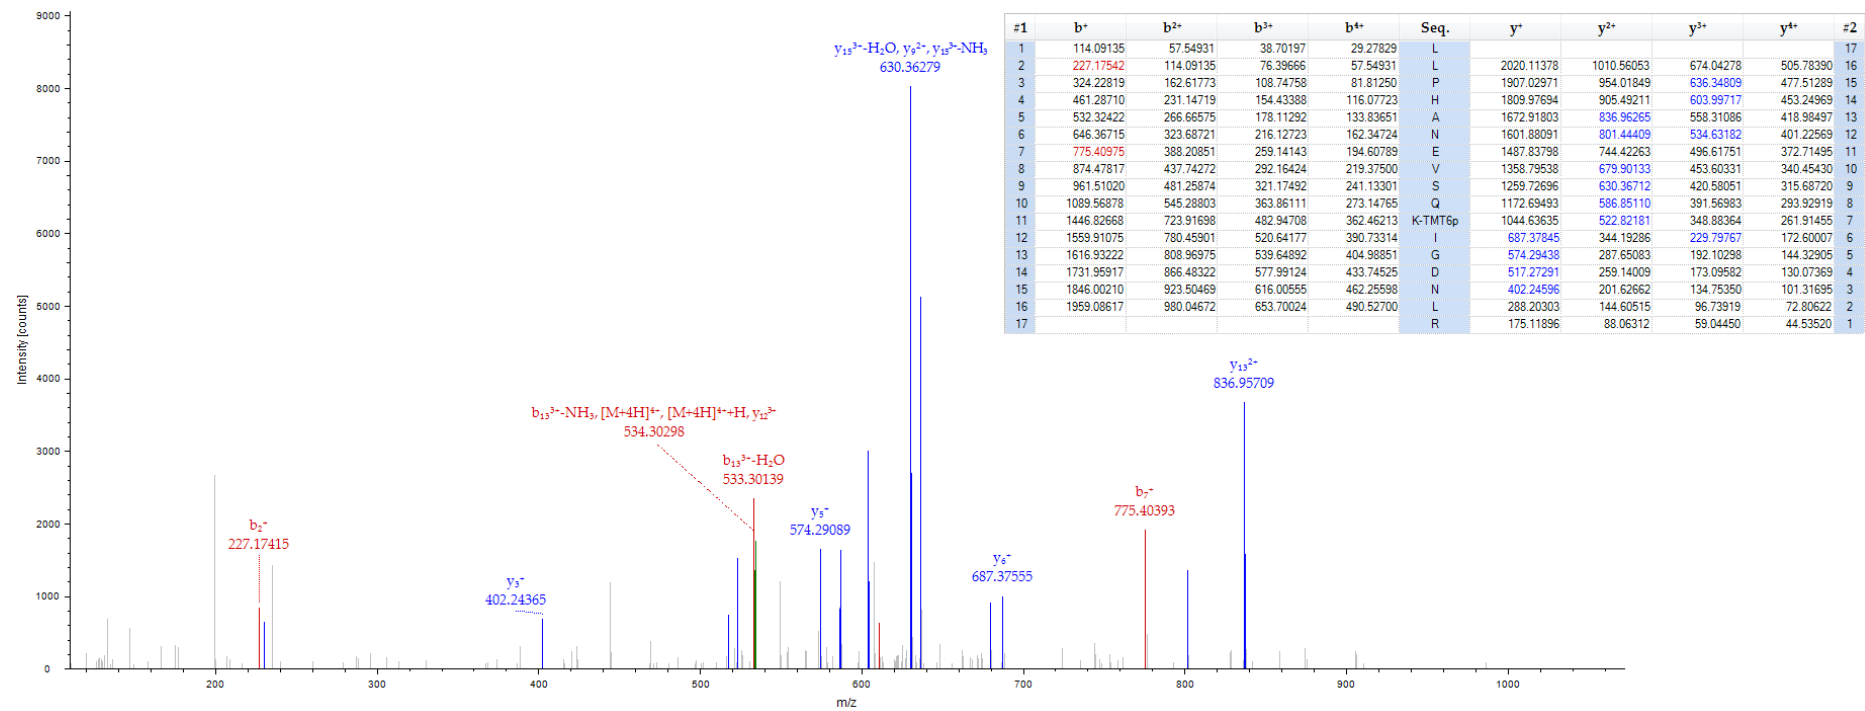 9000
8000
7000
6000
5000
4000
3000
2000
1000
0
Intensity [counts]
200
300
400
500
600
700
800
900
1000
m/z
b₂⁺
227.17415
y₃⁺
402.24365
b₁₃³⁺-NH₃, [M+4H]⁴⁺, [M+4H]⁴⁺+H, y₁₂³⁺
534.30298
b₁₃³⁺-H₂O
533.30139
y₅⁺
574.29089
y₁₅³⁺-H₂O, y₉²⁺, y₁₅³⁺-NH₃
630.36279
y₆⁺
687.37555
b₇⁺
775.40393
y₁₃²⁺
836.95709
#1 b⁺ b²⁺ b³⁺ b⁴⁺ Seq. y⁺ y²⁺ y³⁺ y⁴⁺ #2
1 114.09135 57.54931 38.70197 29.27829 L 17
2 227.17542 114.09135 76.39666 57.54931 L 2020.11378 1010.56053 674.04278 505.78390 16
3 324.22819 162.61773 108.74758 81.81250 P 1907.02971 954.01849 636.34809 477.51289 15
4 461.28710 231.14719 154.43388 116.07723 H 1809.97694 905.49211 603.99717 453.24969 14
5 532.32422 266.66575 178.11292 133.83651 A 1672.91803 836.96265 558.31086 418.98497 13
6 646.36715 323.68721 216.12723 162.34724 N 1601.88091 801.44409 534.63182 401.22569 12
7 775.40975 388.20851 259.14143 194.60789 E 1487.83798 744.42263 496.61751 372.71495 11
8 874.47817 437.74272 292.16424 219.37500 V 1358.79538 679.90133 453.60331 340.45430 10
9 961.51020 481.25874 321.17492 241.13301 S 1259.72696 630.36712 420.58051 315.68720 9
10 1089.56878 545.28803 363.86111 273.14765 Q 1172.69493 586.85110 391.56983 293.92919 8
11 1446.82668 723.91698 482.94708 362.46213 K-TMT6p 1044.63635 522.82181 348.88364 261.91455 7
12 1559.91075 780.45901 520.64177 390.73314 I 687.37845 344.19286 229.79767 172.60007 6
13 1616.93222 808.96975 539.64892 404.98851 G 574.29438 287.65083 192.10298 144.32905 5
14 1731.95917 866.48322 577.99124 433.74525 D 517.27291 259.14009 173.09582 130.07369 4
15 1846.00210 923.50469 616.00555 462.25598 N 402.24596 201.62662 134.75350 101.31695 3
16 1959.08617 980.04672 653.70024 490.52700 L 288.20303 144.60515 96.73919 72.80622 2
17 R 175.11896 88.06312 59.04450 44.53520 1